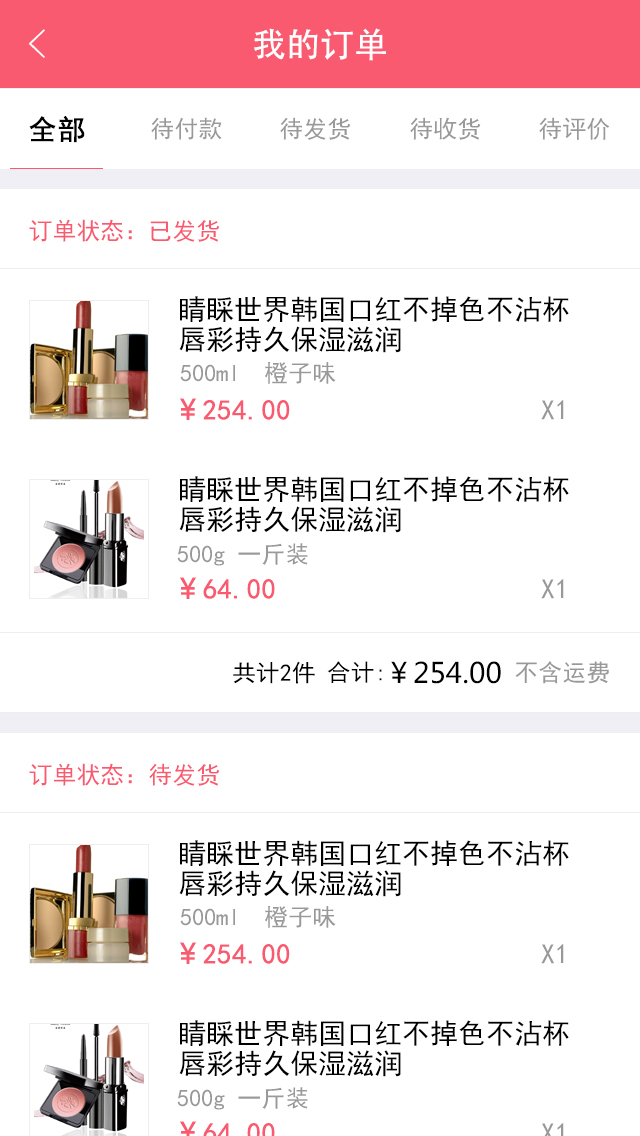 我的订单
全部 待付款 待发货 待收货 待评价
订单状态：已发货
睛睬世界韩国口红不掉色不沾杯
唇彩持久保湿滋润
500ml 橙子味
¥254.00 X1
睛睬世界韩国口红不掉色不沾杯
唇彩持久保湿滋润
500g 一斤装
¥64.00 X1
共计2件 合计:¥254.00 不含运费
订单状态：待发货
睛睬世界韩国口红不掉色不沾杯
唇彩持久保湿滋润
500ml 橙子味
¥254.00 X1
睛睬世界韩国口红不掉色不沾杯
唇彩持久保湿滋润
500g 一斤装
¥64.00 X1